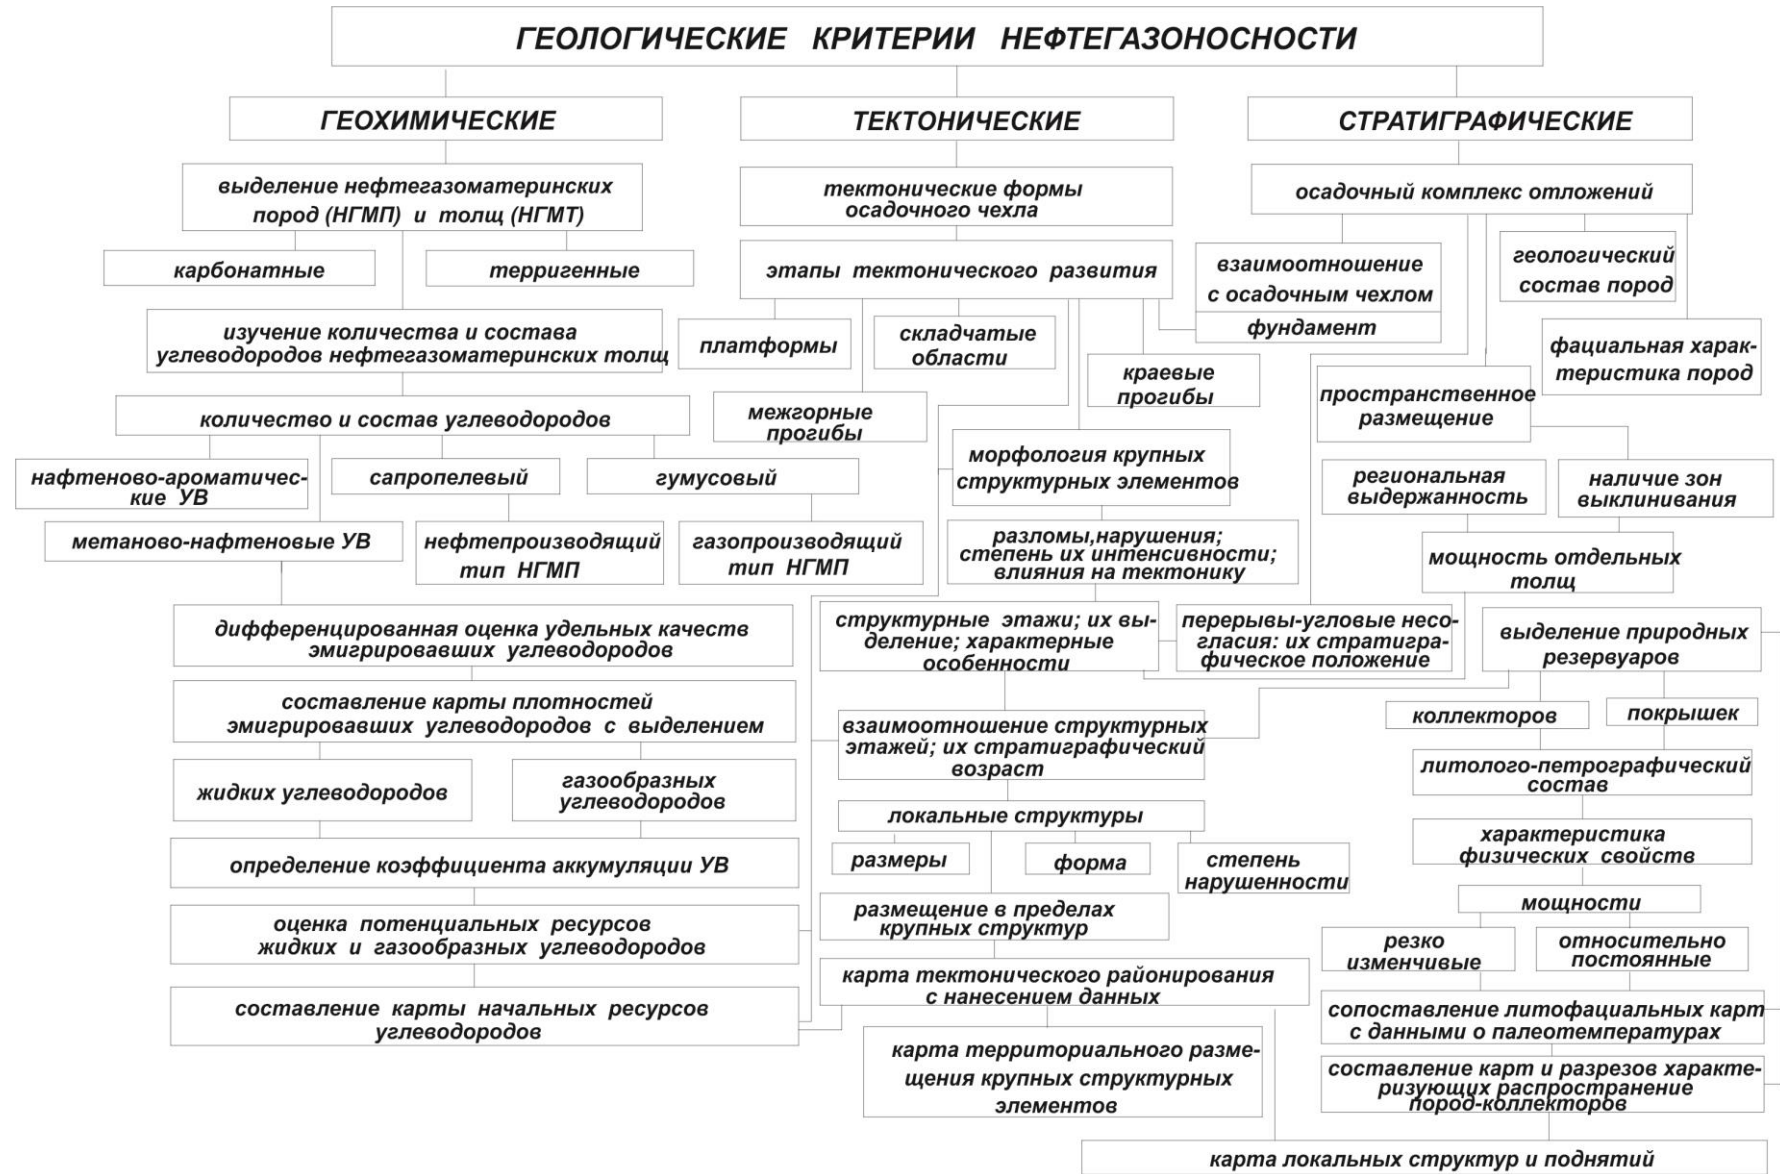 ГЕОЛОГИЧЕСКИЕ КРИТЕРИИ НЕФТЕГАЗОНОСНОСТИ
ГЕОХИМИЧЕСКИЕ
выделение нефтегазоматеринских
пород (НГМП) и толщ (НГМТ)
карбонатные
терригенные
изучение количества и состава
углеводородов нефтегазоматеринских толщ
количество и состав углеводородов
нафтеново-ароматичес-
кие УВ
сапропелевый
гумусовый
метаново-нафтеновые УВ
нефтепроизводящий
тип НГМП
газопроизводящий
тип НГМП
дифференцированная оценка удельных качеств
эмигрировавших углеводородов
составление карты плотностей
эмигрировавших углеводородов с выделением
жидких углеводородов
газообразных
углеводородов
определение коэффициента аккумуляции УВ
оценка потенциальных ресурсов
жидких и газообразных углеводородов
составление карты начальных ресурсов
углеводородов
ТЕКТОНИЧЕСКИЕ
тектонические формы
осадочного чехла
этапы тектонического развития
платформы
складчатые
области
межгорные
прогибы
краевые
прогибы
морфология крупных
структурных элементов
разломы,нарушения;
степень их интенсивности;
влияния на тектонику
структурные этажи; их вы-
деление; характерные
особенности
перерывы-угловые несо-
гласия: их стратигра-
фическое положение
взаимоотношение структурных
этажей; их стратиграфический
возраст
локальные структуры
размеры
форма
степень
нарушенности
размещение в пределах
крупных структур
карта тектонического районирования
с нанесением данных
карта территориального разме-
щения крупных структурных
элементов
СТРАТИГРАФИЧЕСКИЕ
осадочный комплекс отложений
взаимоотношение
с осадочным чехлом
фундамент
геологический
состав пород
фациальная харак-
теристика пород
пространственное
размещение
региональная
выдержанность
наличие зон
выклинивания
мощность отдельных
толщ
выделение природных
резервуаров
коллекторов
покрышек
литолого-петрографический
состав
характеристика
физических свойств
мощности
резко
изменчивые
относительно
постоянные
сопоставление литофациальных карт
с данными о палеотемпературах
составление карт и разрезов характе-
ризующих распространение
пород-коллекторов
карта локальных структур и поднятий